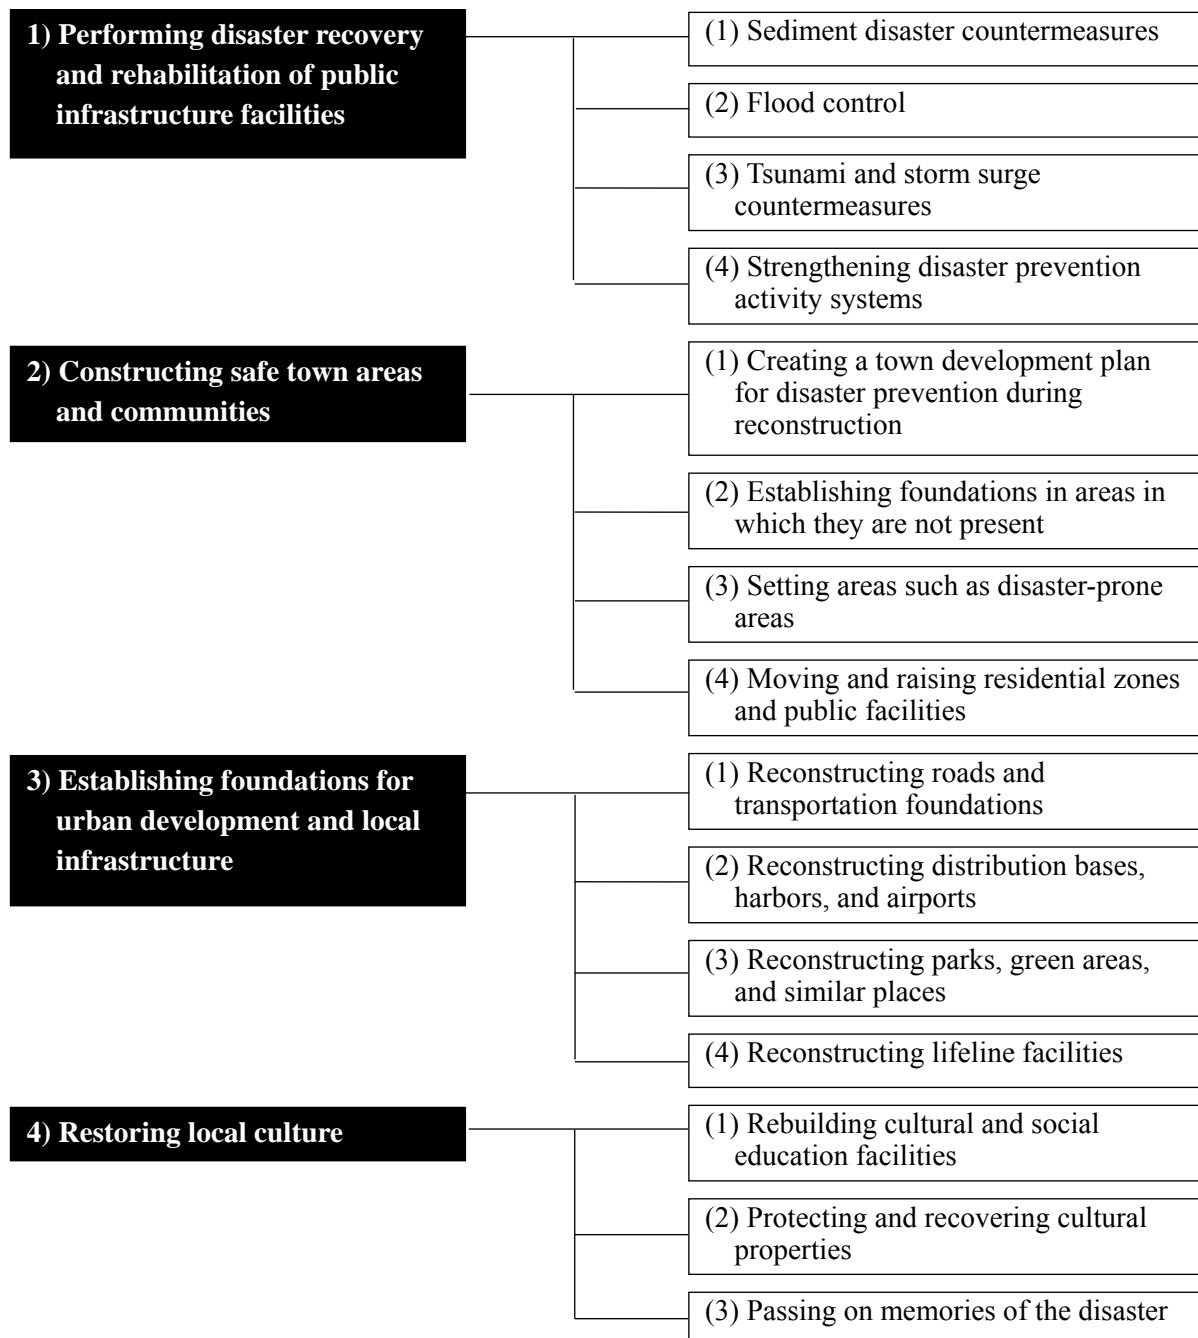 1) Performing disaster recovery
and rehabilitation of public
infrastructure facilities
(1) Sediment disaster countermeasures
(2) Flood control
(3) Tsunami and storm surge
countermeasures
(4) Strengthening disaster prevention
activity systems
2) Constructing safe town areas
and communities
(1) Creating a town development plan
for disaster prevention during
reconstruction
(2) Establishing foundations in areas in
which they are not present
(3) Setting areas such as disaster-prone
areas
(4) Moving and raising residential zones
and public facilities
3) Establishing foundations for
urban development and local
infrastructure
(1) Reconstructing roads and
transportation foundations
(2) Reconstructing distribution bases,
harbors, and airports
(3) Reconstructing parks, green areas,
and similar places
(4) Reconstructing lifeline facilities
4) Restoring local culture
(1) Rebuilding cultural and social
education facilities
(2) Protecting and recovering cultural
properties
(3) Passing on memories of the disaster